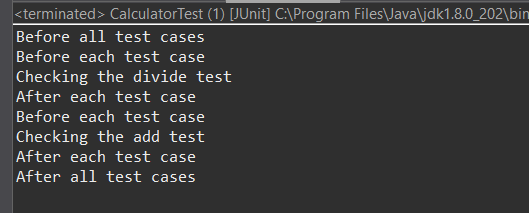 <terminated> CalculatorTest (1) [JUnit] C:\Program Files\Java\jdk1.8.0_202\bin
Before all test cases
Before each test case
Checking the divide test
After each test case
Before each test case
Checking the add test
After each test case
After all test cases